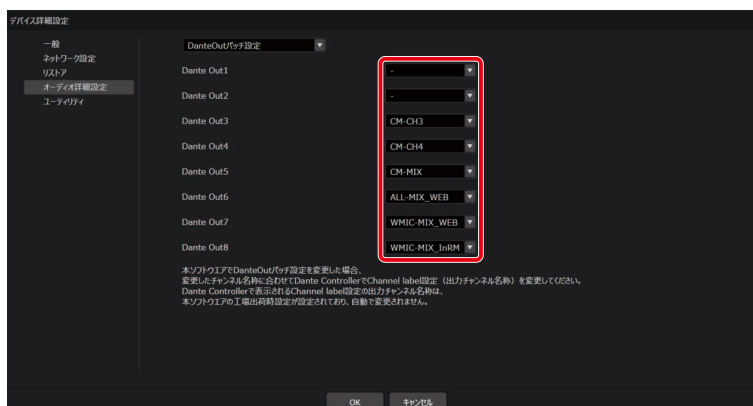 デバイス詳細設定
一般
ネットワーク設定
リストア
オーディオ詳細設定
ユーティリティ
DanteOutパッチ設定
Dante Out1 -
Dante Out2 -
Dante Out3 CM-CH3
Dante Out4 CM-CH4
Dante Out5 CM-MIX
Dante Out6 ALL-MIX_WEB
Dante Out7 WMIC-MIX_WEB
Dante Out8 WMIC-MIX_InRM
本ソフトウエアでDanteOutパッチ設定を変更した場合、
変更したチャンネル名称に合わせてDante ControllerでChannel label設定（出力チャンネル名称）を変更してください。
Dante Controllerで表示されるChannel label設定の出力チャンネル名称は、
本ソフトウエアの工場出荷時設定が設定されており、自動で変更されません。
OK キャンセル